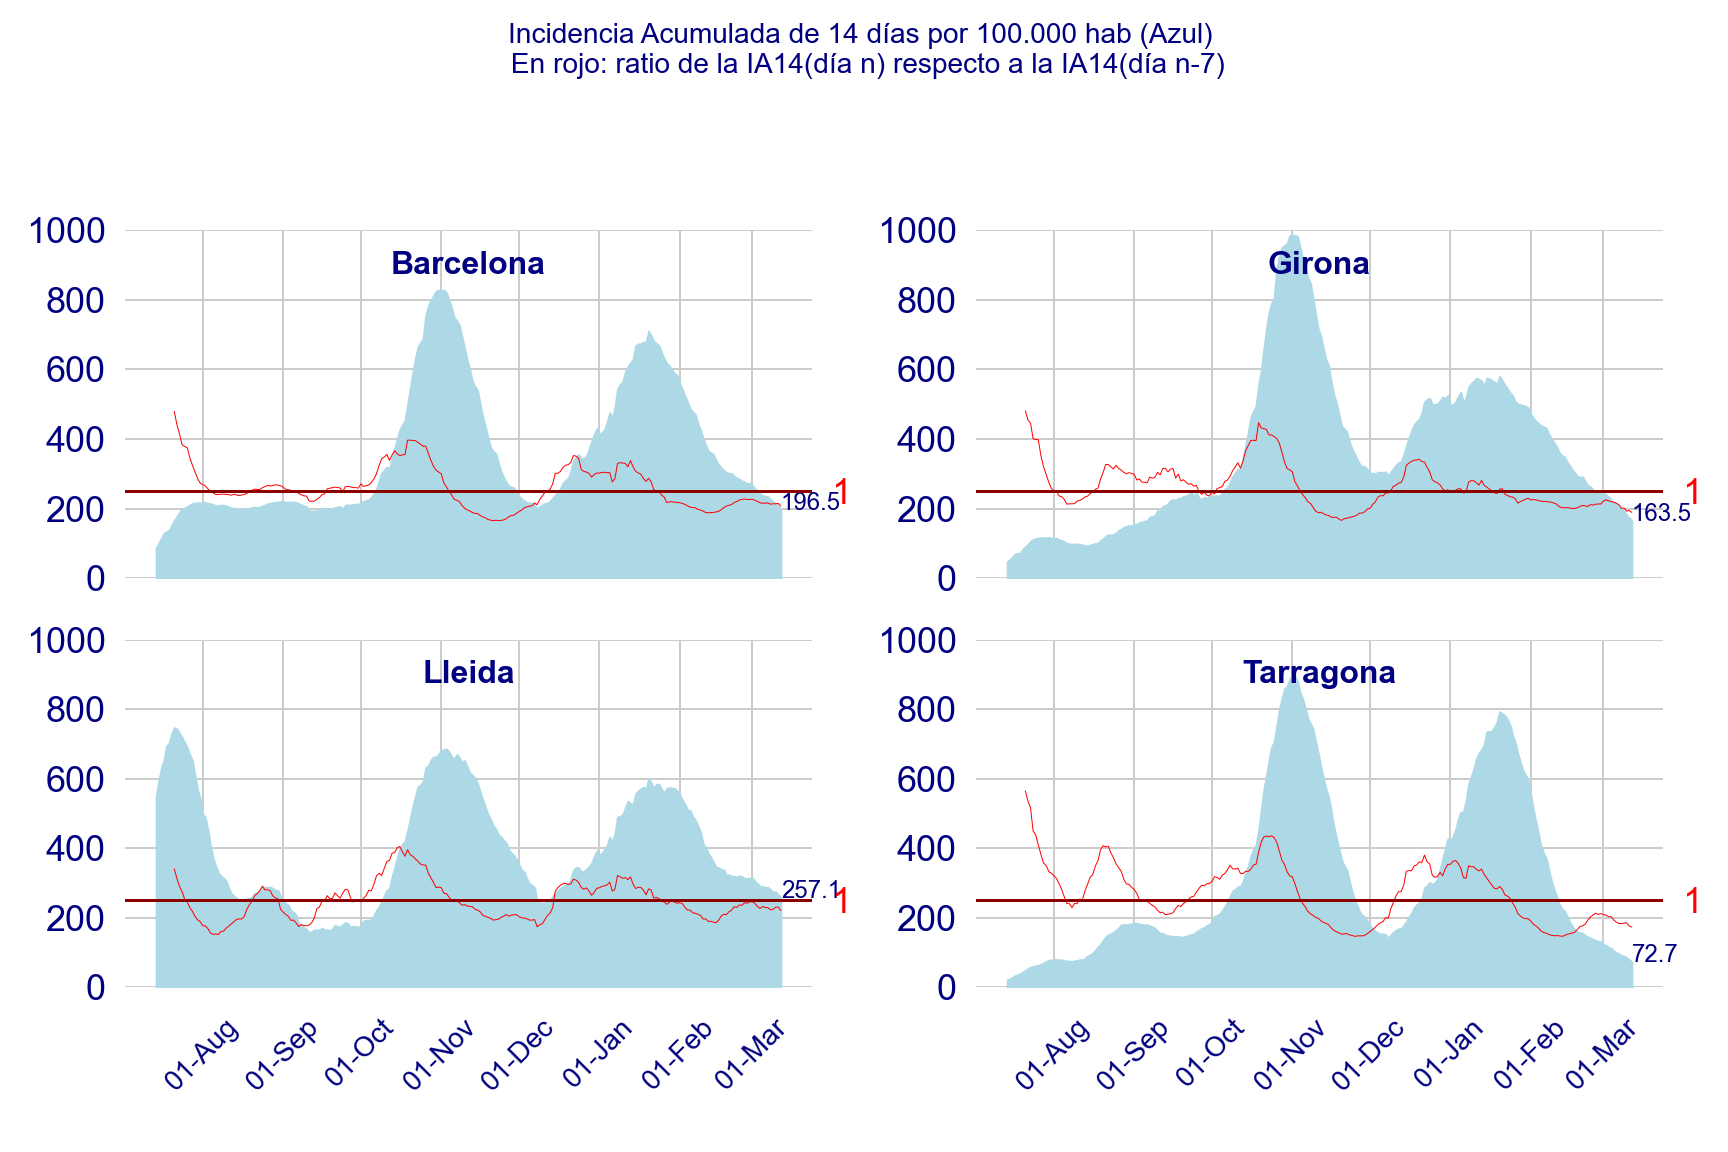 Incidencia Acumulada de 14 días por 100.000 hab (Azul)
En rojo: ratio de la IA14(día n) respecto a la IA14(día n-7)
1000
800
600
400
200
0
Barcelona
196.5
1
1000
800
600
400
200
0
Girona
163.5
1
1000
800
600
400
200
0
Lleida
257.1
1
01-Aug
01-Sep
01-Oct
01-Nov
01-Dec
01-Jan
01-Feb
01-Mar
1000
800
600
400
200
0
Tarragona
72.7
1
01-Aug
01-Sep
01-Oct
01-Nov
01-Dec
01-Jan
01-Feb
01-Mar